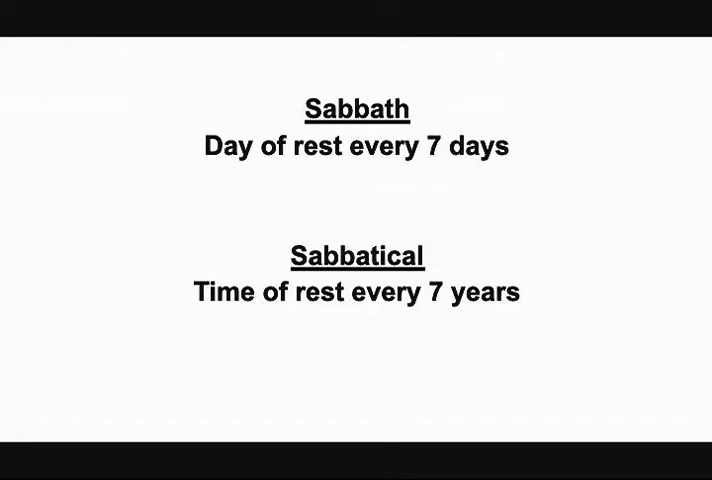 Sabbath
Day of rest every 7 days
Sabbatical
Time of rest every 7 years